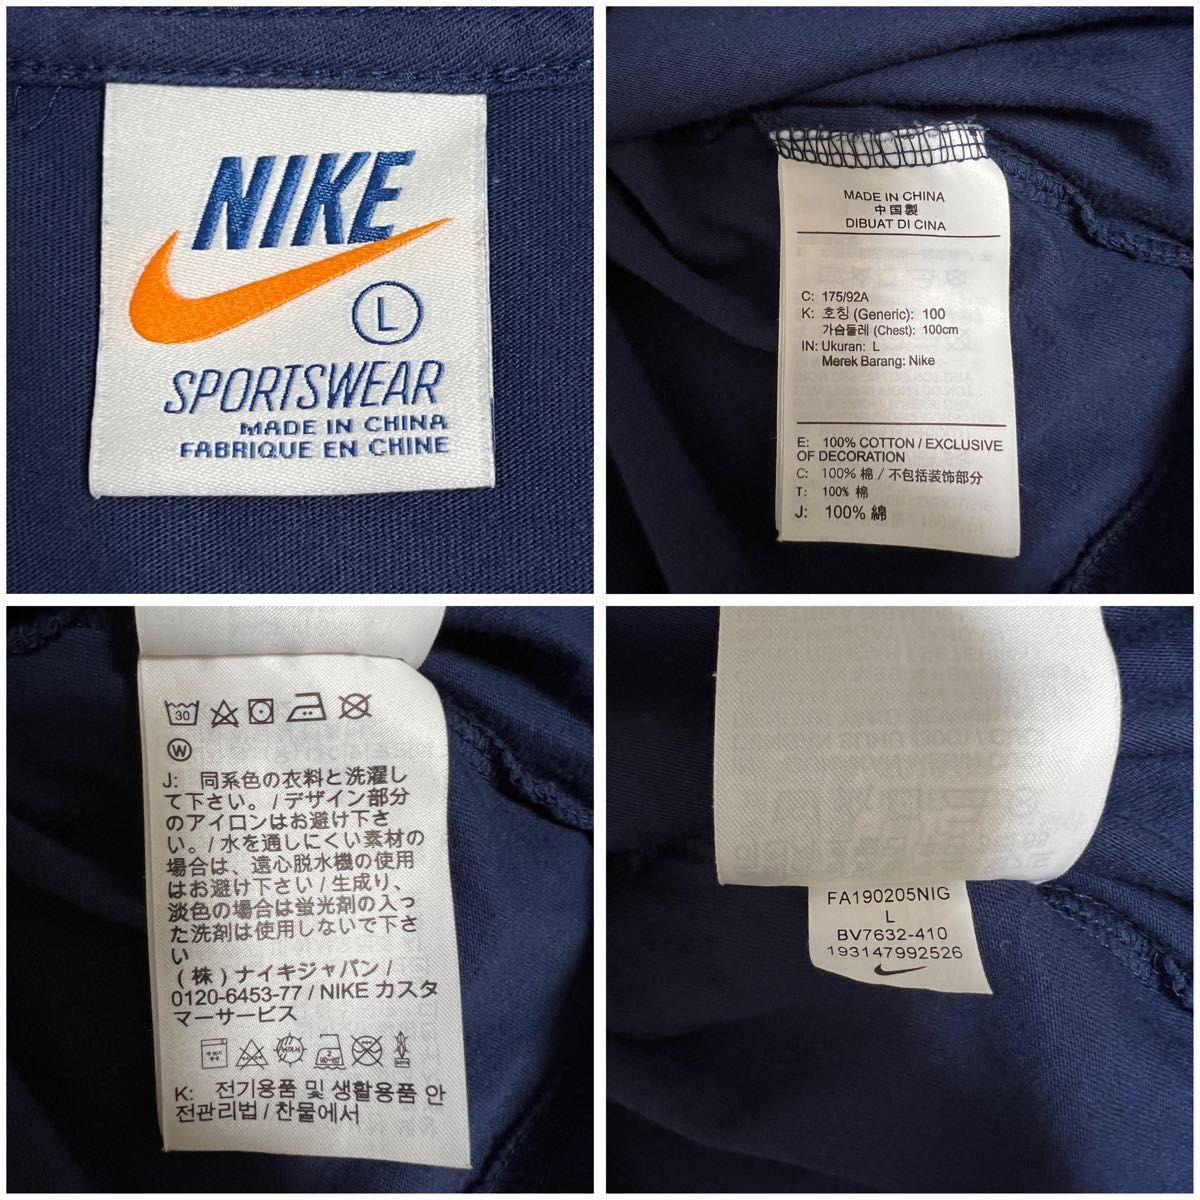 NIKE
L
SPORTSWEAR
MADE IN CHINA
FABRIQUE EN CHINE
MADE IN CHINA
中国製
DIBUAT DI CINA
C: 175/92A
K: 호칭 (Generic): 100
가슴둘레 (Chest): 100cm
IN: Ukuran: L
Merek Barang: Nike
E: 100% COTTON / EXCLUSIVE
OF DECORATION
C: 100% 棉 / 不包括装饰部分
T: 100% 棉
J: 100% 綿
30
W
J: 同系色の衣料と洗濯し
て下さい。/ デザイン部分
のアイロンはお避け下さ
い。/ 水を通しにくい素材の
場合は、遠心脱水機の使用
はお避け下さい / 生成り、
淡色の場合は蛍光剤の入っ
た洗剤は使用しないで下さ
い
(株) ナイキジャパン /
0120-6453-77 / NIKE カスタ
マーサービス
K: 전기용품 및 생활용품 안
전관리법 / 찬물에서
FA190205NIG
L
BV7632-410
193147992526